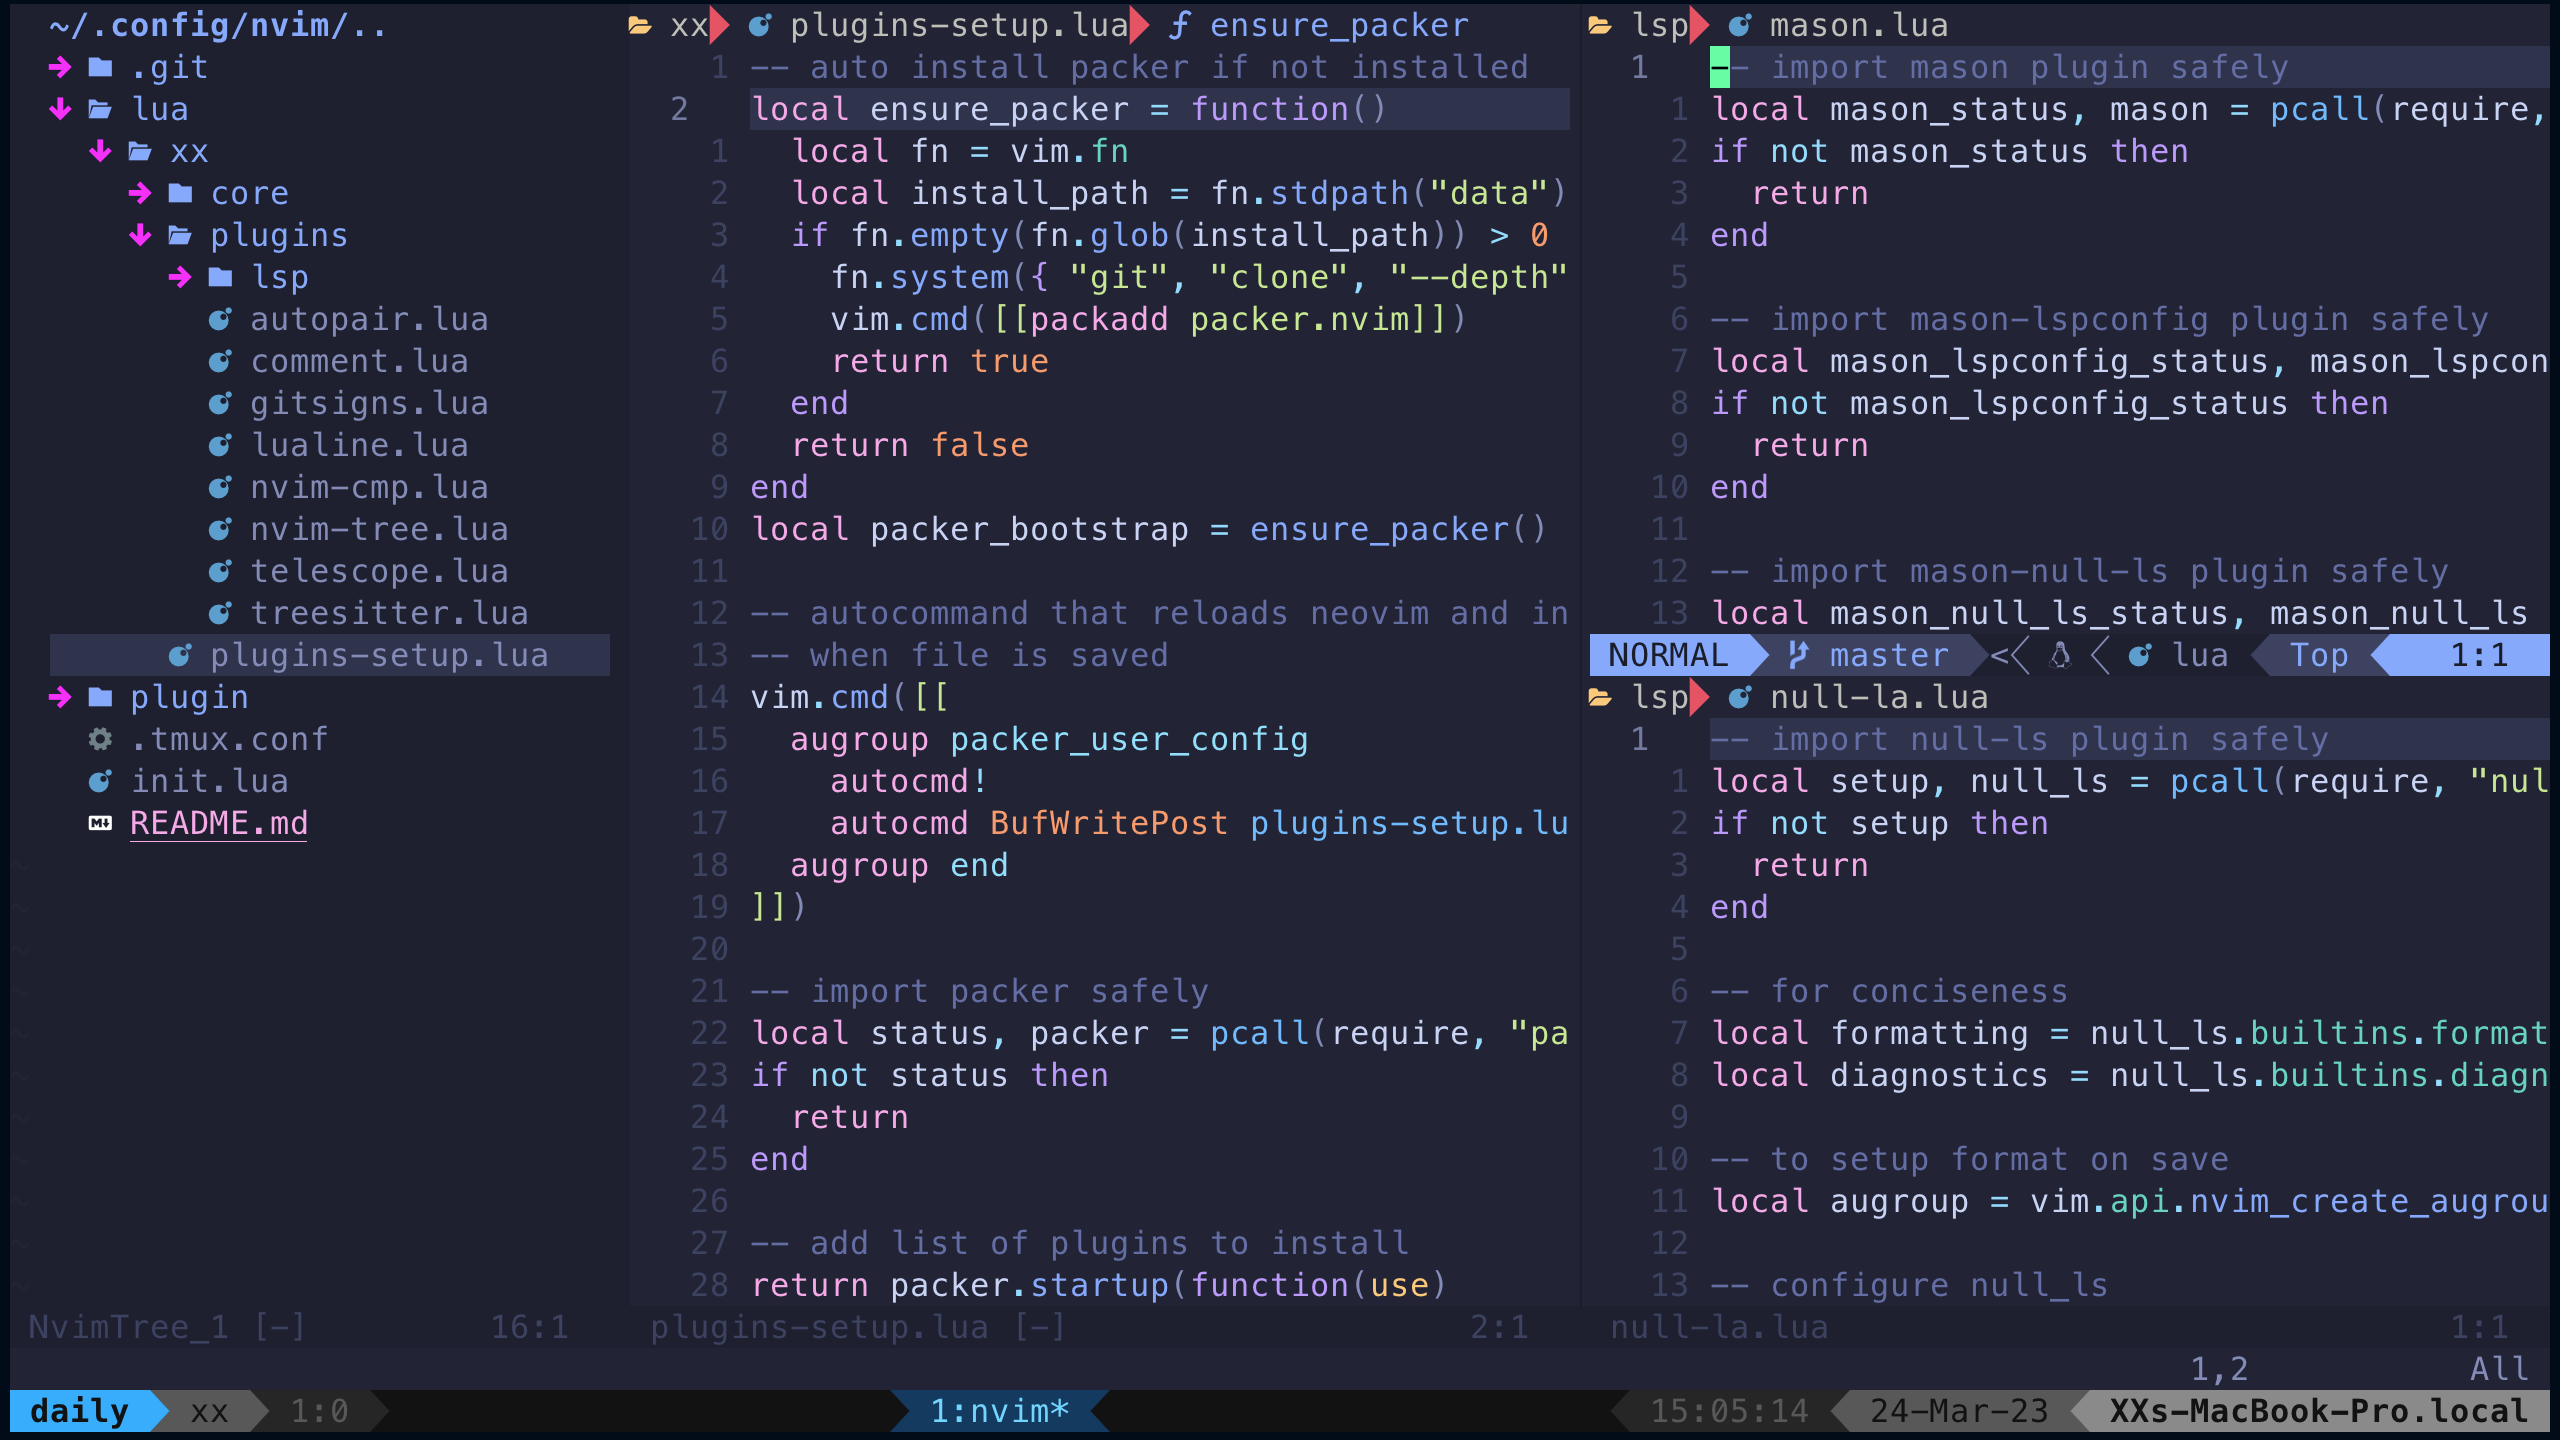 ~/.config/nvim/..
.git
lua
xx
core
plugins
lsp
autopair.lua
comment.lua
gitsigns.lua
lualine.lua
nvim-cmp.lua
nvim-tree.lua
telescope.lua
treesitter.lua
plugins-setup.lua
plugin
.tmux.conf
init.lua
README.md
NvimTree_1 [-] 16:1
xx plugins-setup.lua ƒ ensure_packer
1 -- auto install packer if not installed
2 local ensure_packer = function()
1 local fn = vim.fn
2 local install_path = fn.stdpath("data")
3 if fn.empty(fn.glob(install_path)) > 0
4 fn.system({ "git", "clone", "--depth"
5 vim.cmd([[packadd packer.nvim]])
6 return true
7 end
8 return false
9 end
10 local packer_bootstrap = ensure_packer()
11
12 -- autocommand that reloads neovim and in
13 -- when file is saved
14 vim.cmd([[
15 augroup packer_user_config
16 autocmd!
17 autocmd BufWritePost plugins-setup.lu
18 augroup end
19 ]])
20
21 -- import packer safely
22 local status, packer = pcall(require, "pa
23 if not status then
24 return
25 end
26
27 -- add list of plugins to install
28 return packer.startup(function(use)
plugins-setup.lua [-] 2:1
lsp mason.lua
1 -- import mason plugin safely
1 local mason_status, mason = pcall(require,
2 if not mason_status then
3 return
4 end
5
6 -- import mason-lspconfig plugin safely
7 local mason_lspconfig_status, mason_lspcon
8 if not mason_lspconfig_status then
9 return
10 end
11
12 -- import mason-null-ls plugin safely
13 local mason_null_ls_status, mason_null_ls
NORMAL master < lua Top 1:1
lsp null-la.lua
1 -- import null-ls plugin safely
1 local setup, null_ls = pcall(require, "nul
2 if not setup then
3 return
4 end
5
6 -- for conciseness
7 local formatting = null_ls.builtins.format
8 local diagnostics = null_ls.builtins.diagn
9
10 -- to setup format on save
11 local augroup = vim.api.nvim_create_augrou
12
13 -- configure null_ls
null-la.lua 1:1
1,2 All
daily xx 1:0 1:nvim* 15:05:14 24-Mar-23 XXs-MacBook-Pro.local